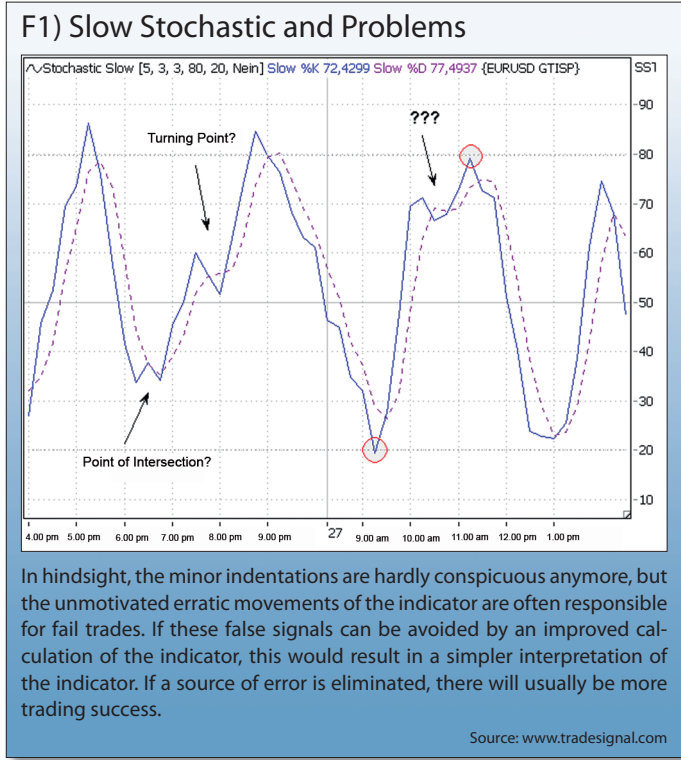 F1) Slow Stochastic and Problems
Stochastic Slow [5, 3, 3, 80, 20, Nein] Slow %K 72,4299 Slow %D 77,4937 {EURUSD GTISP} SST
90
???
Turning Point?
80
70
60
50
40
30
Point of Intersection?
20
10
4.00 pm 5.00 pm 6.00 pm 7.00 pm 8.00 pm 9.00 pm 27 9.00 am 10.00 am 11.00 am 12.00 pm 1.00 pm
In hindsight, the minor indentations are hardly conspicuous anymore, but
the unmotivated erratic movements of the indicator are often responsible
for fail trades. If these false signals can be avoided by an improved cal-
culation of the indicator, this would result in a simpler interpretation of
the indicator. If a source of error is eliminated, there will usually be more
trading success.
Source: www.tradesignal.com